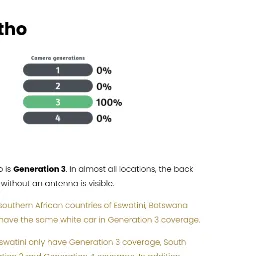 tho
Camera generations
1 0%
2 0%
3 100%
4 0%
is Generation 3. In almost all locations, the back
without an antenna is visible.
southern African countries of Eswatini, Botswana
have the same white car in Generation 3 coverage.
swatini only have Generation 3 coverage, South